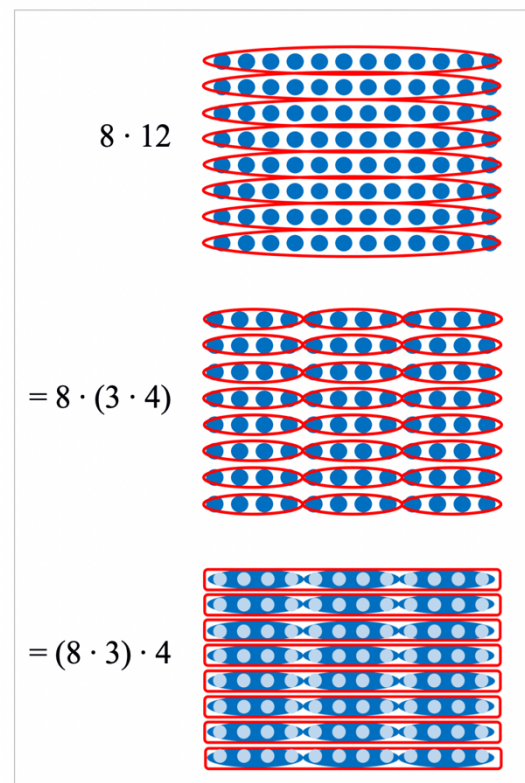 8 · 12
= 8 · (3 · 4)
= (8 · 3) · 4